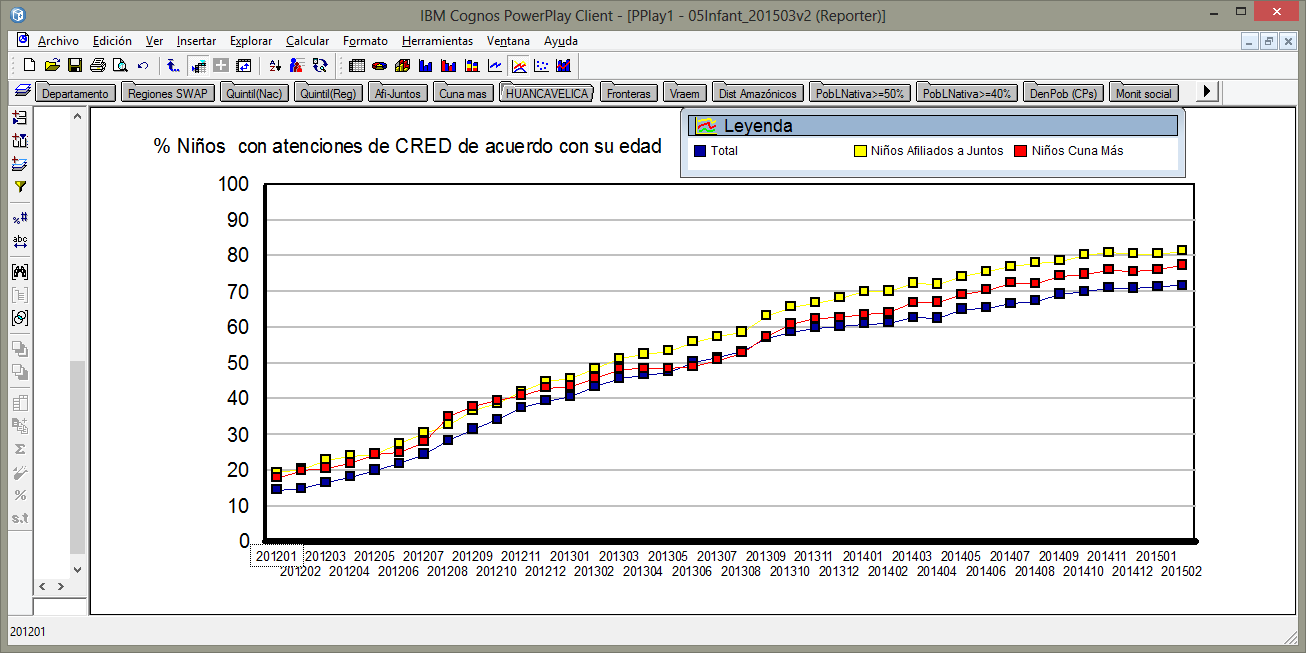 IBM Cognos PowerPlay Client - [PPlay1 - 05Infant_201503v2 (Reporter)]
Archivo Edición Ver Insertar Explorar Calcular Formato Herramientas Ventana Ayuda
Departamento Regiones SWAP Quintil(Nac) Quintil(Reg) Afi-Juntos Cuna mas HUANCAVELICA Fronteras Vraem Dist Amazónicos PobLNativa>=50% PobLNativa>=40% DenPob (CPs) Monit social
% Niños con atenciones de CRED de acuerdo con su edad
Leyenda
Total Niños Afiliados a Juntos Niños Cuna Más
100
90
80
70
60
50
40
30
20
10
0
201201 201203 201205 201207 201209 201211 201301 201303 201305 201307 201309 201311 201401 201403 201405 201407 201409 201411 201501
201202 201204 201206 201208 201210 201212 201302 201304 201306 201308 201310 201312 201402 201404 201406 201408 201410 201412 201502
%#
abc
Σ
%
s.t
201201